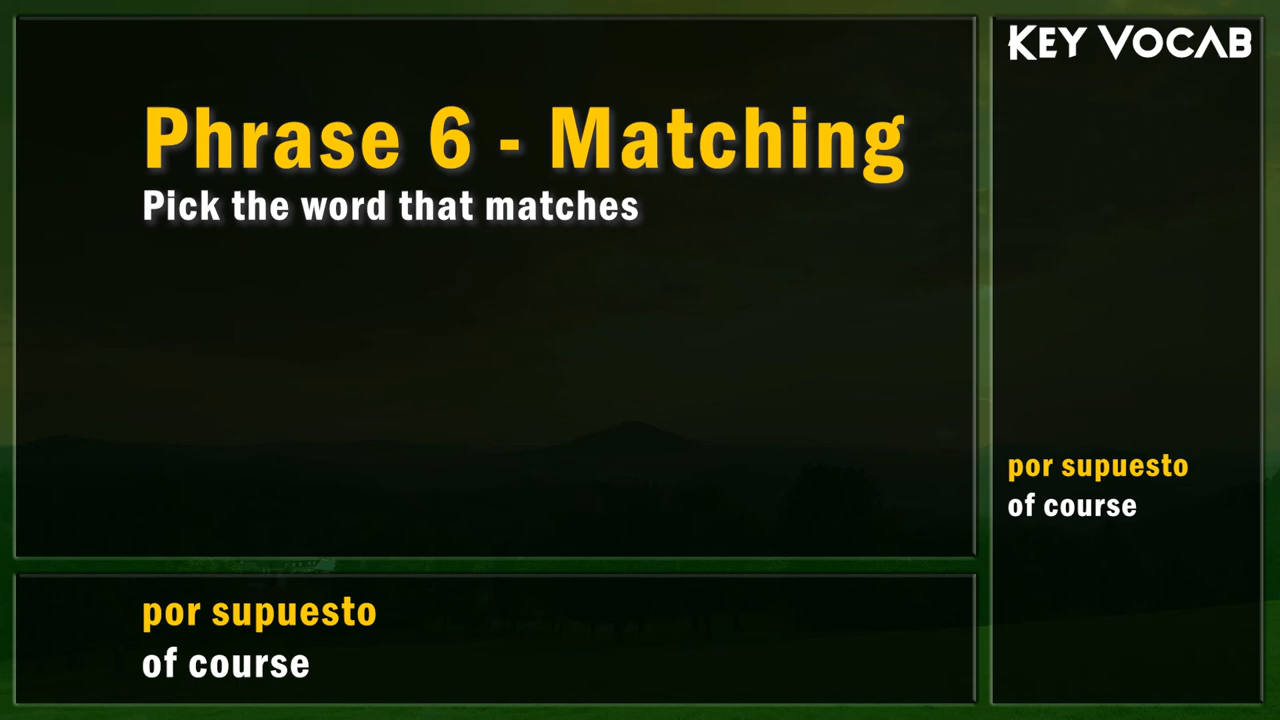 Phrase 6 - Matching
Pick the word that matches
por supuesto
of course
KEY VOCAB
por supuesto
of course